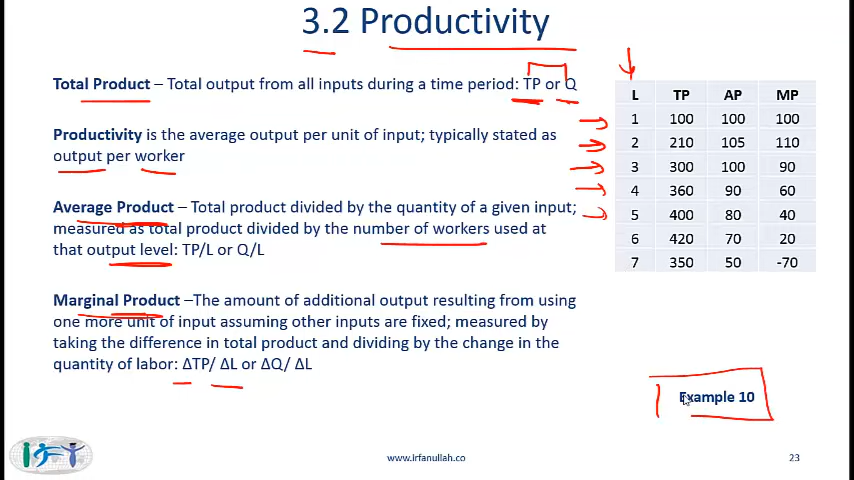 3.2 Productivity
Total Product – Total output from all inputs during a time period: TP or Q
Productivity is the average output per unit of input; typically stated as
output per worker
Average Product – Total product divided by the quantity of a given input;
measured as total product divided by the number of workers used at
that output level: TP/L or Q/L
Marginal Product –The amount of additional output resulting from using
one more unit of input assuming other inputs are fixed; measured by
taking the difference in total product and dividing by the change in the
quantity of labor: ΔTP/ ΔL or ΔQ/ ΔL
L TP AP MP
1 100 100 100
2 210 105 110
3 300 100 90
4 360 90 60
5 400 80 40
6 420 70 20
7 350 50 -70
Example 10
www.irfanullah.co
23